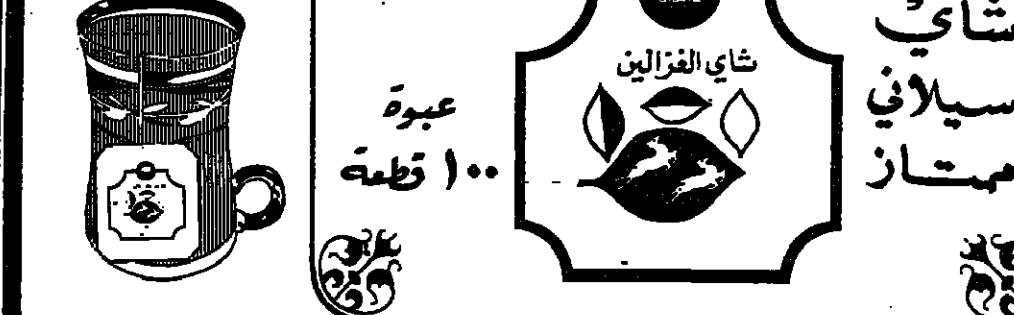 شاي
سيلاني
ممتاز
شاي الغزالين
عبوة
١٠٠ قطعة